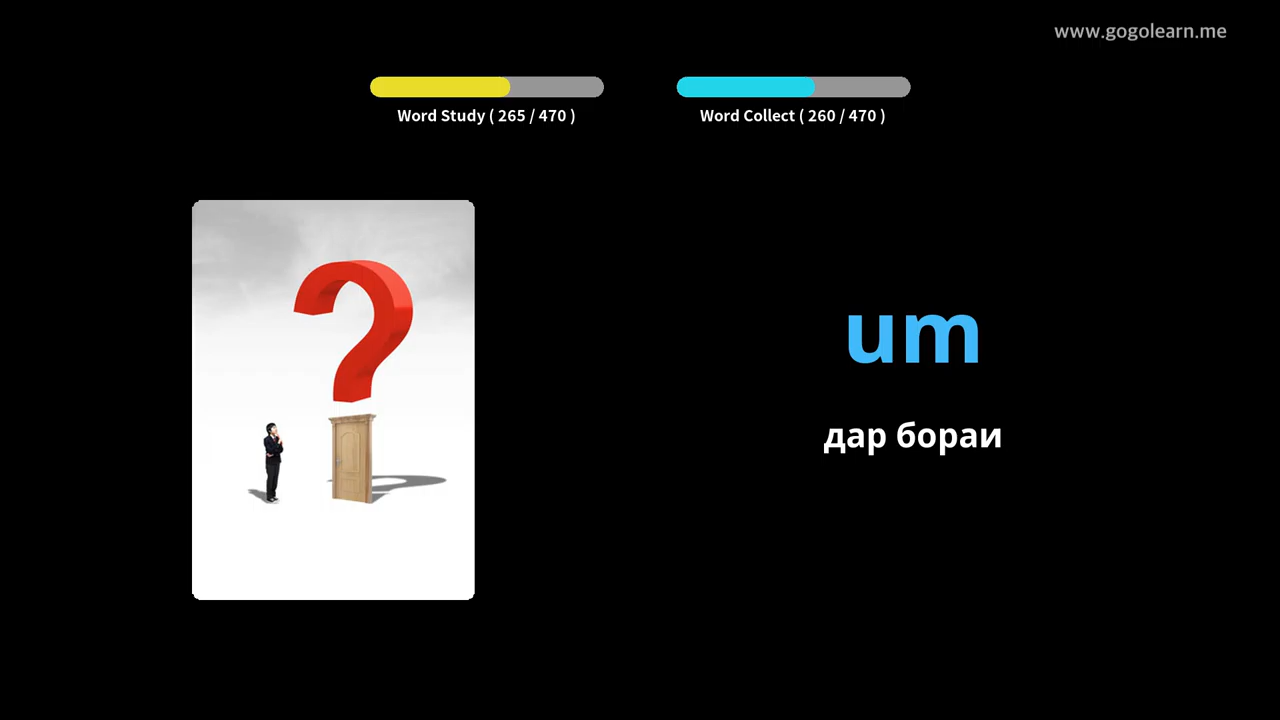 www.gogolearn.me
Word Study ( 265 / 470 )
Word Collect ( 260 / 470 )
um
дар бораи